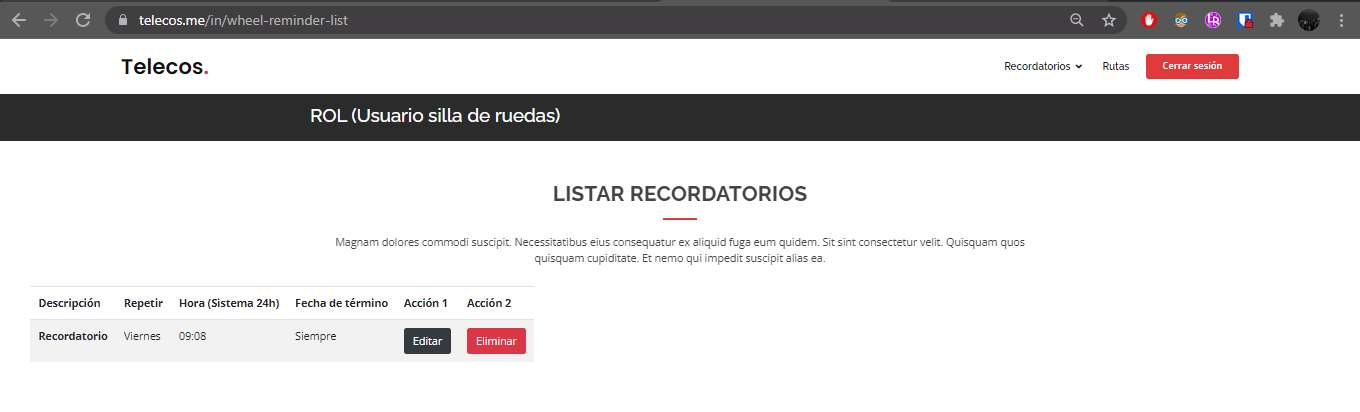 telecos.me/in/wheel-reminder-list
Telecos.
Recordatorios
Rutas
Cerrar sesión
ROL (Usuario silla de ruedas)
LISTAR RECORDATORIOS
Magnam dolores commodi suscipit. Necessitatibus eius consequatur ex aliquid fuga eum quidem. Sit sint consectetur velit. Quisquam quos
quisquam cupiditate. Et nemo qui impedit suscipit alias ea.
Descripción Repetir Hora (Sistema 24h) Fecha de término Acción 1 Acción 2
Recordatorio Viernes 09:08 Siempre Editar Eliminar